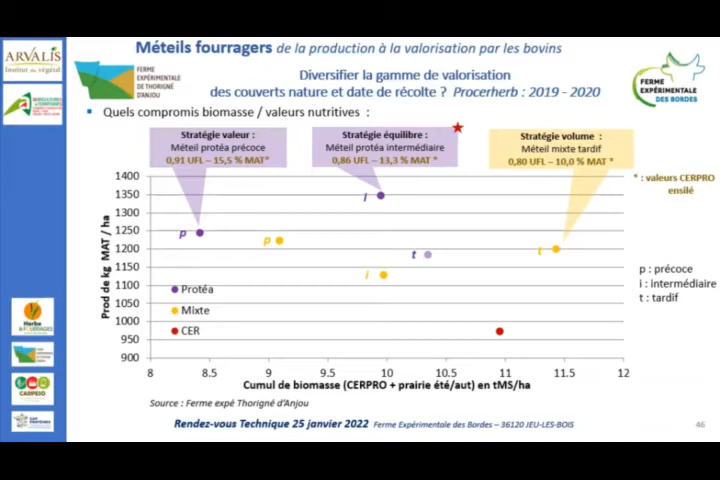 ARVALIS
Institut du végétal
Méteils fourragers de la production à la valorisation par les bovins
FERME
EXPÉRIMENTALE
DE THORIGNÉ
D'ANJOU
Diversifier la gamme de valorisation
des couverts nature et date de récolte ? Procerherb : 2019 - 2020
FERME
EXPÉRIMENTALE
DES BORDES
▪ Quels compromis biomasse / valeurs nutritives :
Stratégie valeur :
Méteil protéa précoce
0,91 UFL – 15,5 % MAT*
Stratégie équilibre :
Méteil protéa intermédiaire
0,86 UFL – 13,3 % MAT *
Stratégie volume :
Méteil mixte tardif
0,80 UFL – 10,0 % MAT *
* : valeurs CERPRO
ensilé
Prod de kg MAT / ha
1400
1350
1300
1250
1200
1150
1100
1050
1000
950
900
p
p
i
i
t
t
Protéa
Mixte
CER
p : précoce
i : intermédiaire
t : tardif
8
8.5
9
9.5
10
10.5
11
11.5
12
Cumul de biomasse (CERPRO + prairie été/aut) en tMS/ha
Source : Ferme expé Thorigné d'Anjou
Herbe
& FOURRAGES
CARPESO
Rendez-vous Technique 25 janvier 2022 Ferme Expérimentale des Bordes – 36120 JEU-LES-BOIS
46